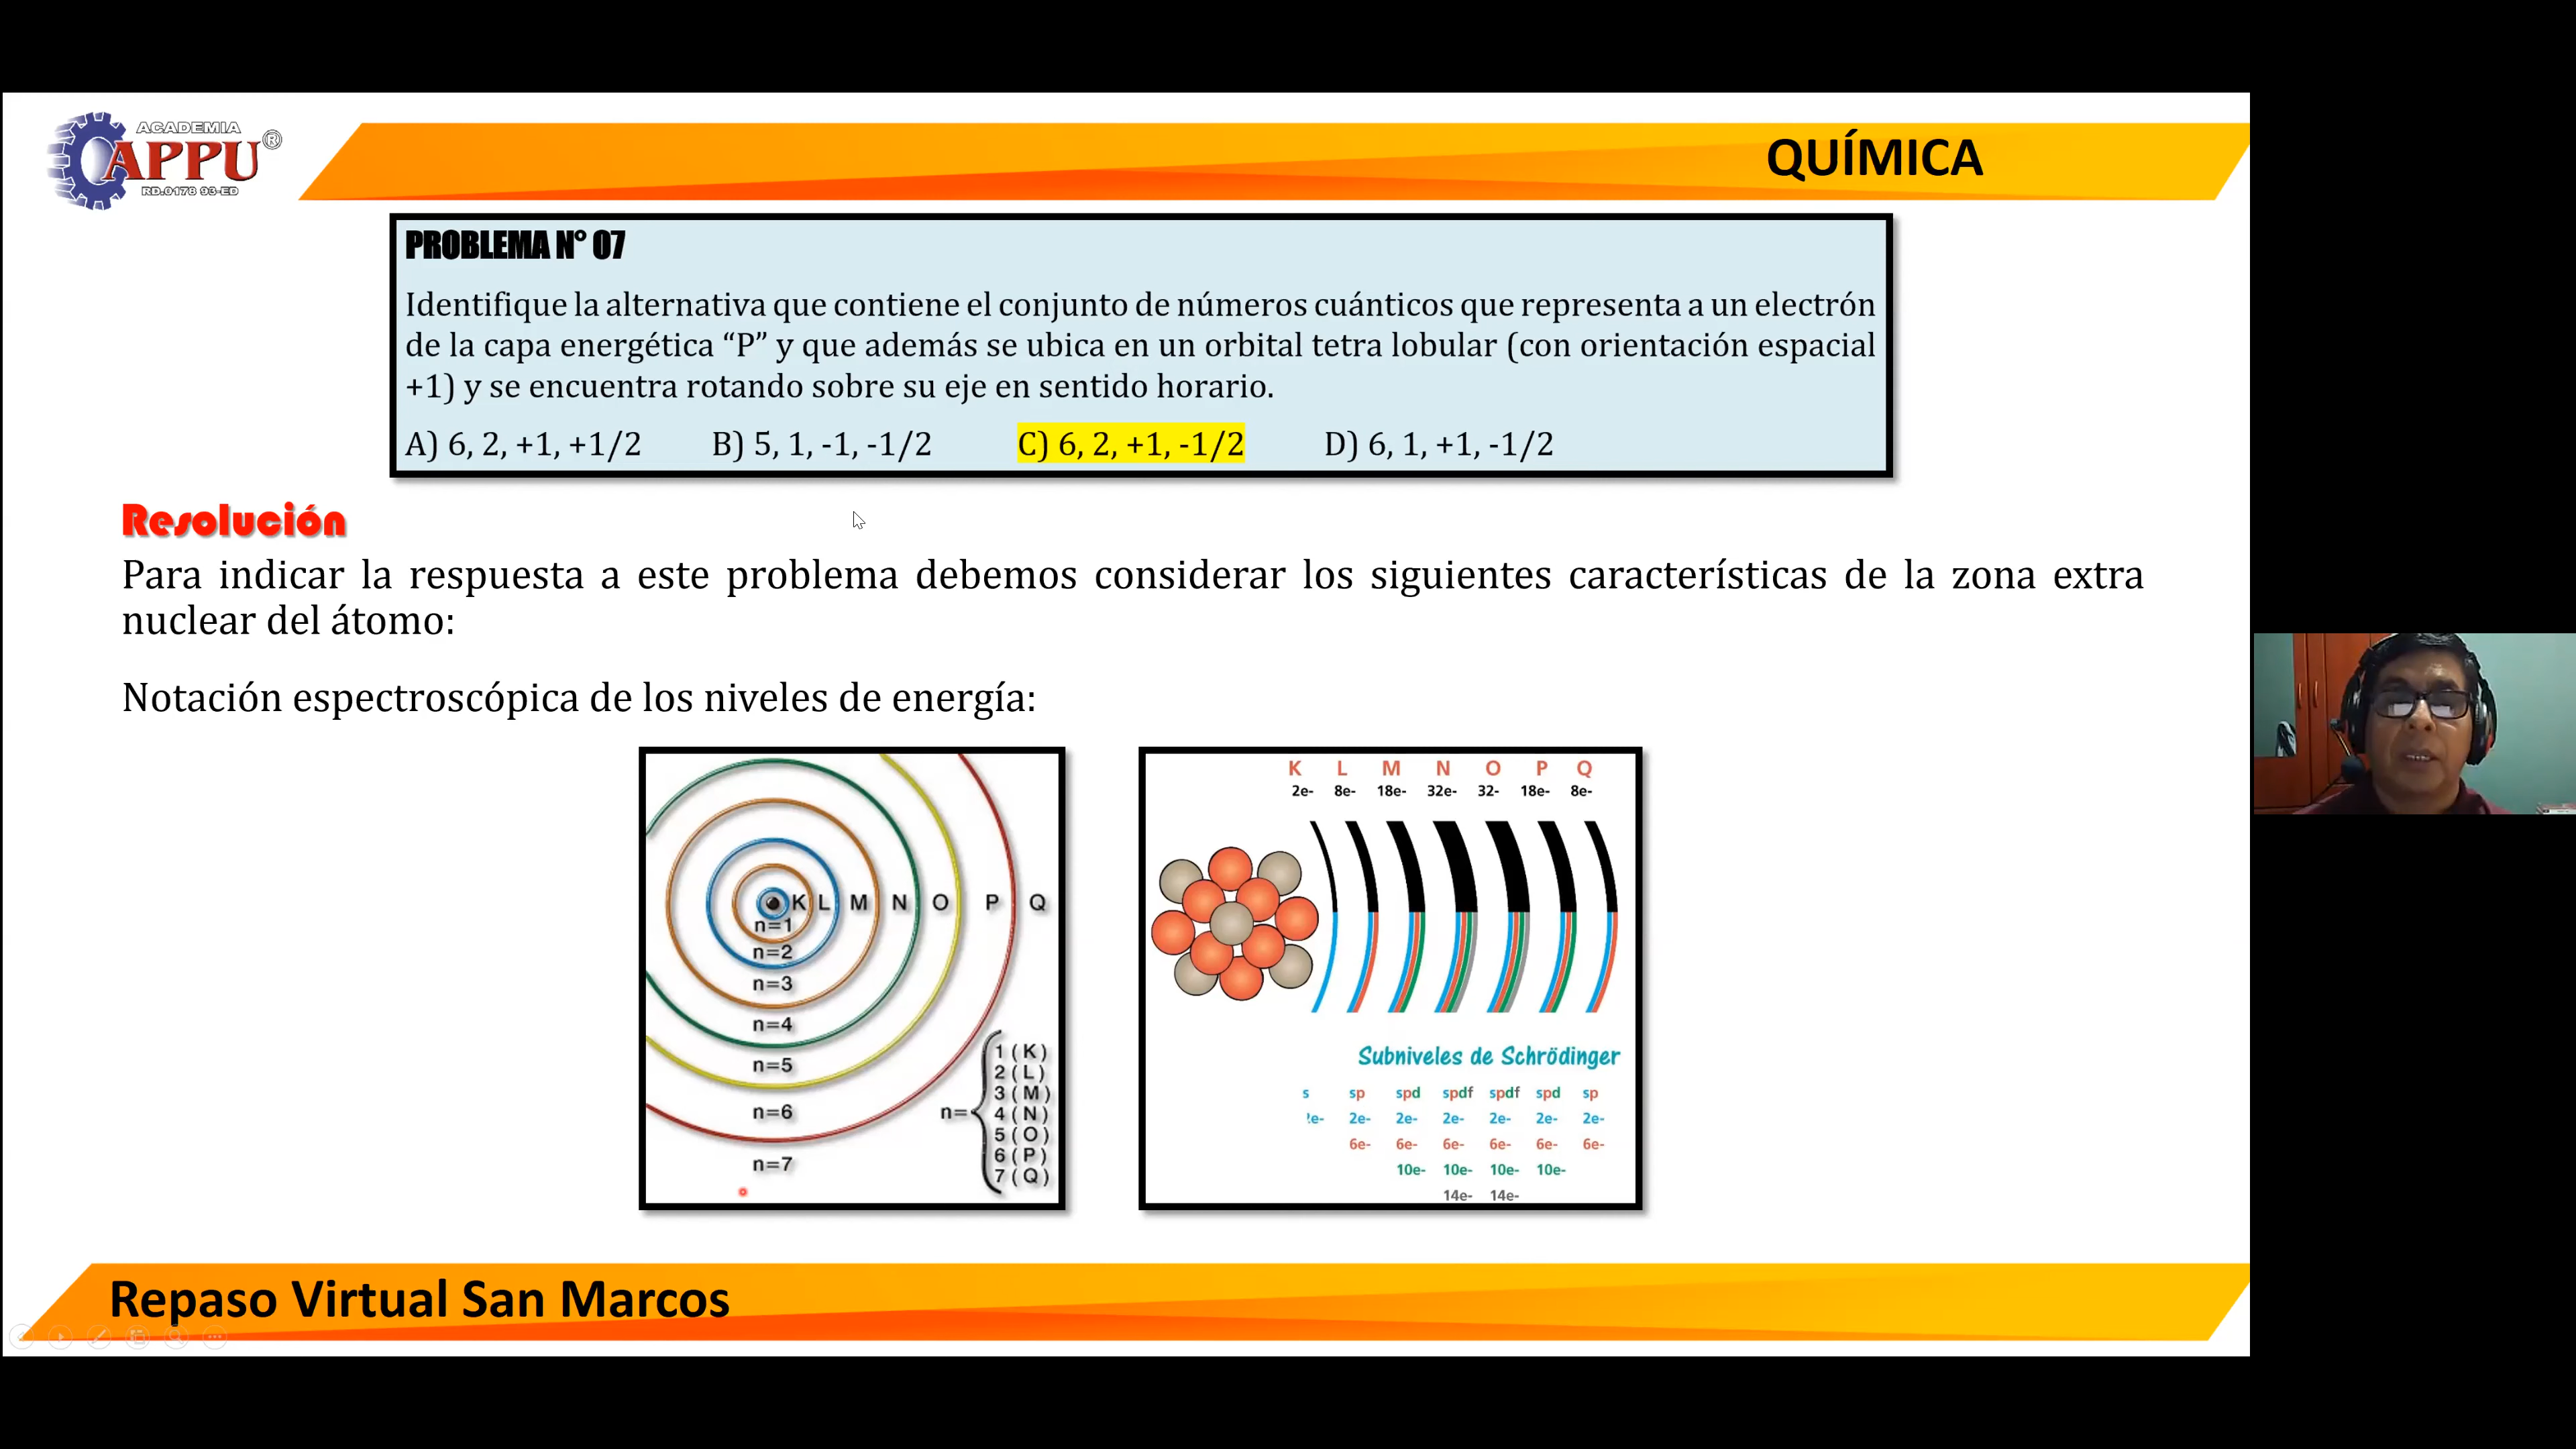 ACADEMIA
APPU®
RD.0178 93-ED
QUÍMICA
PROBLEMA N° 07
Identifique la alternativa que contiene el conjunto de números cuánticos que representa a un electrón
de la capa energética “P” y que además se ubica en un orbital tetra lobular (con orientación espacial
+1) y se encuentra rotando sobre su eje en sentido horario.
A) 6, 2, +1, +1/2 B) 5, 1, -1, -1/2 C) 6, 2, +1, -1/2 D) 6, 1, +1, -1/2
Resolución
Para indicar la respuesta a este problema debemos considerar los siguientes características de la zona extra
nuclear del átomo:
Notación espectroscópica de los niveles de energía:
K L M N O P Q
n=1
n=2
n=3
n=4
n=5
n=6
n=7
n=
1 ( K )
2 ( L )
3 ( M )
4 ( N )
5 ( O )
6 ( P )
7 ( Q )
K L M N O P Q
2e- 8e- 18e- 32e- 32- 18e- 8e-
Subniveles de Schrödinger
s sp spd spdf spdf spd sp
2e- 2e- 2e- 2e- 2e- 2e- 2e-
6e- 6e- 6e- 6e- 6e- 6e-
10e- 10e- 10e- 10e-
14e- 14e-
Repaso Virtual San Marcos